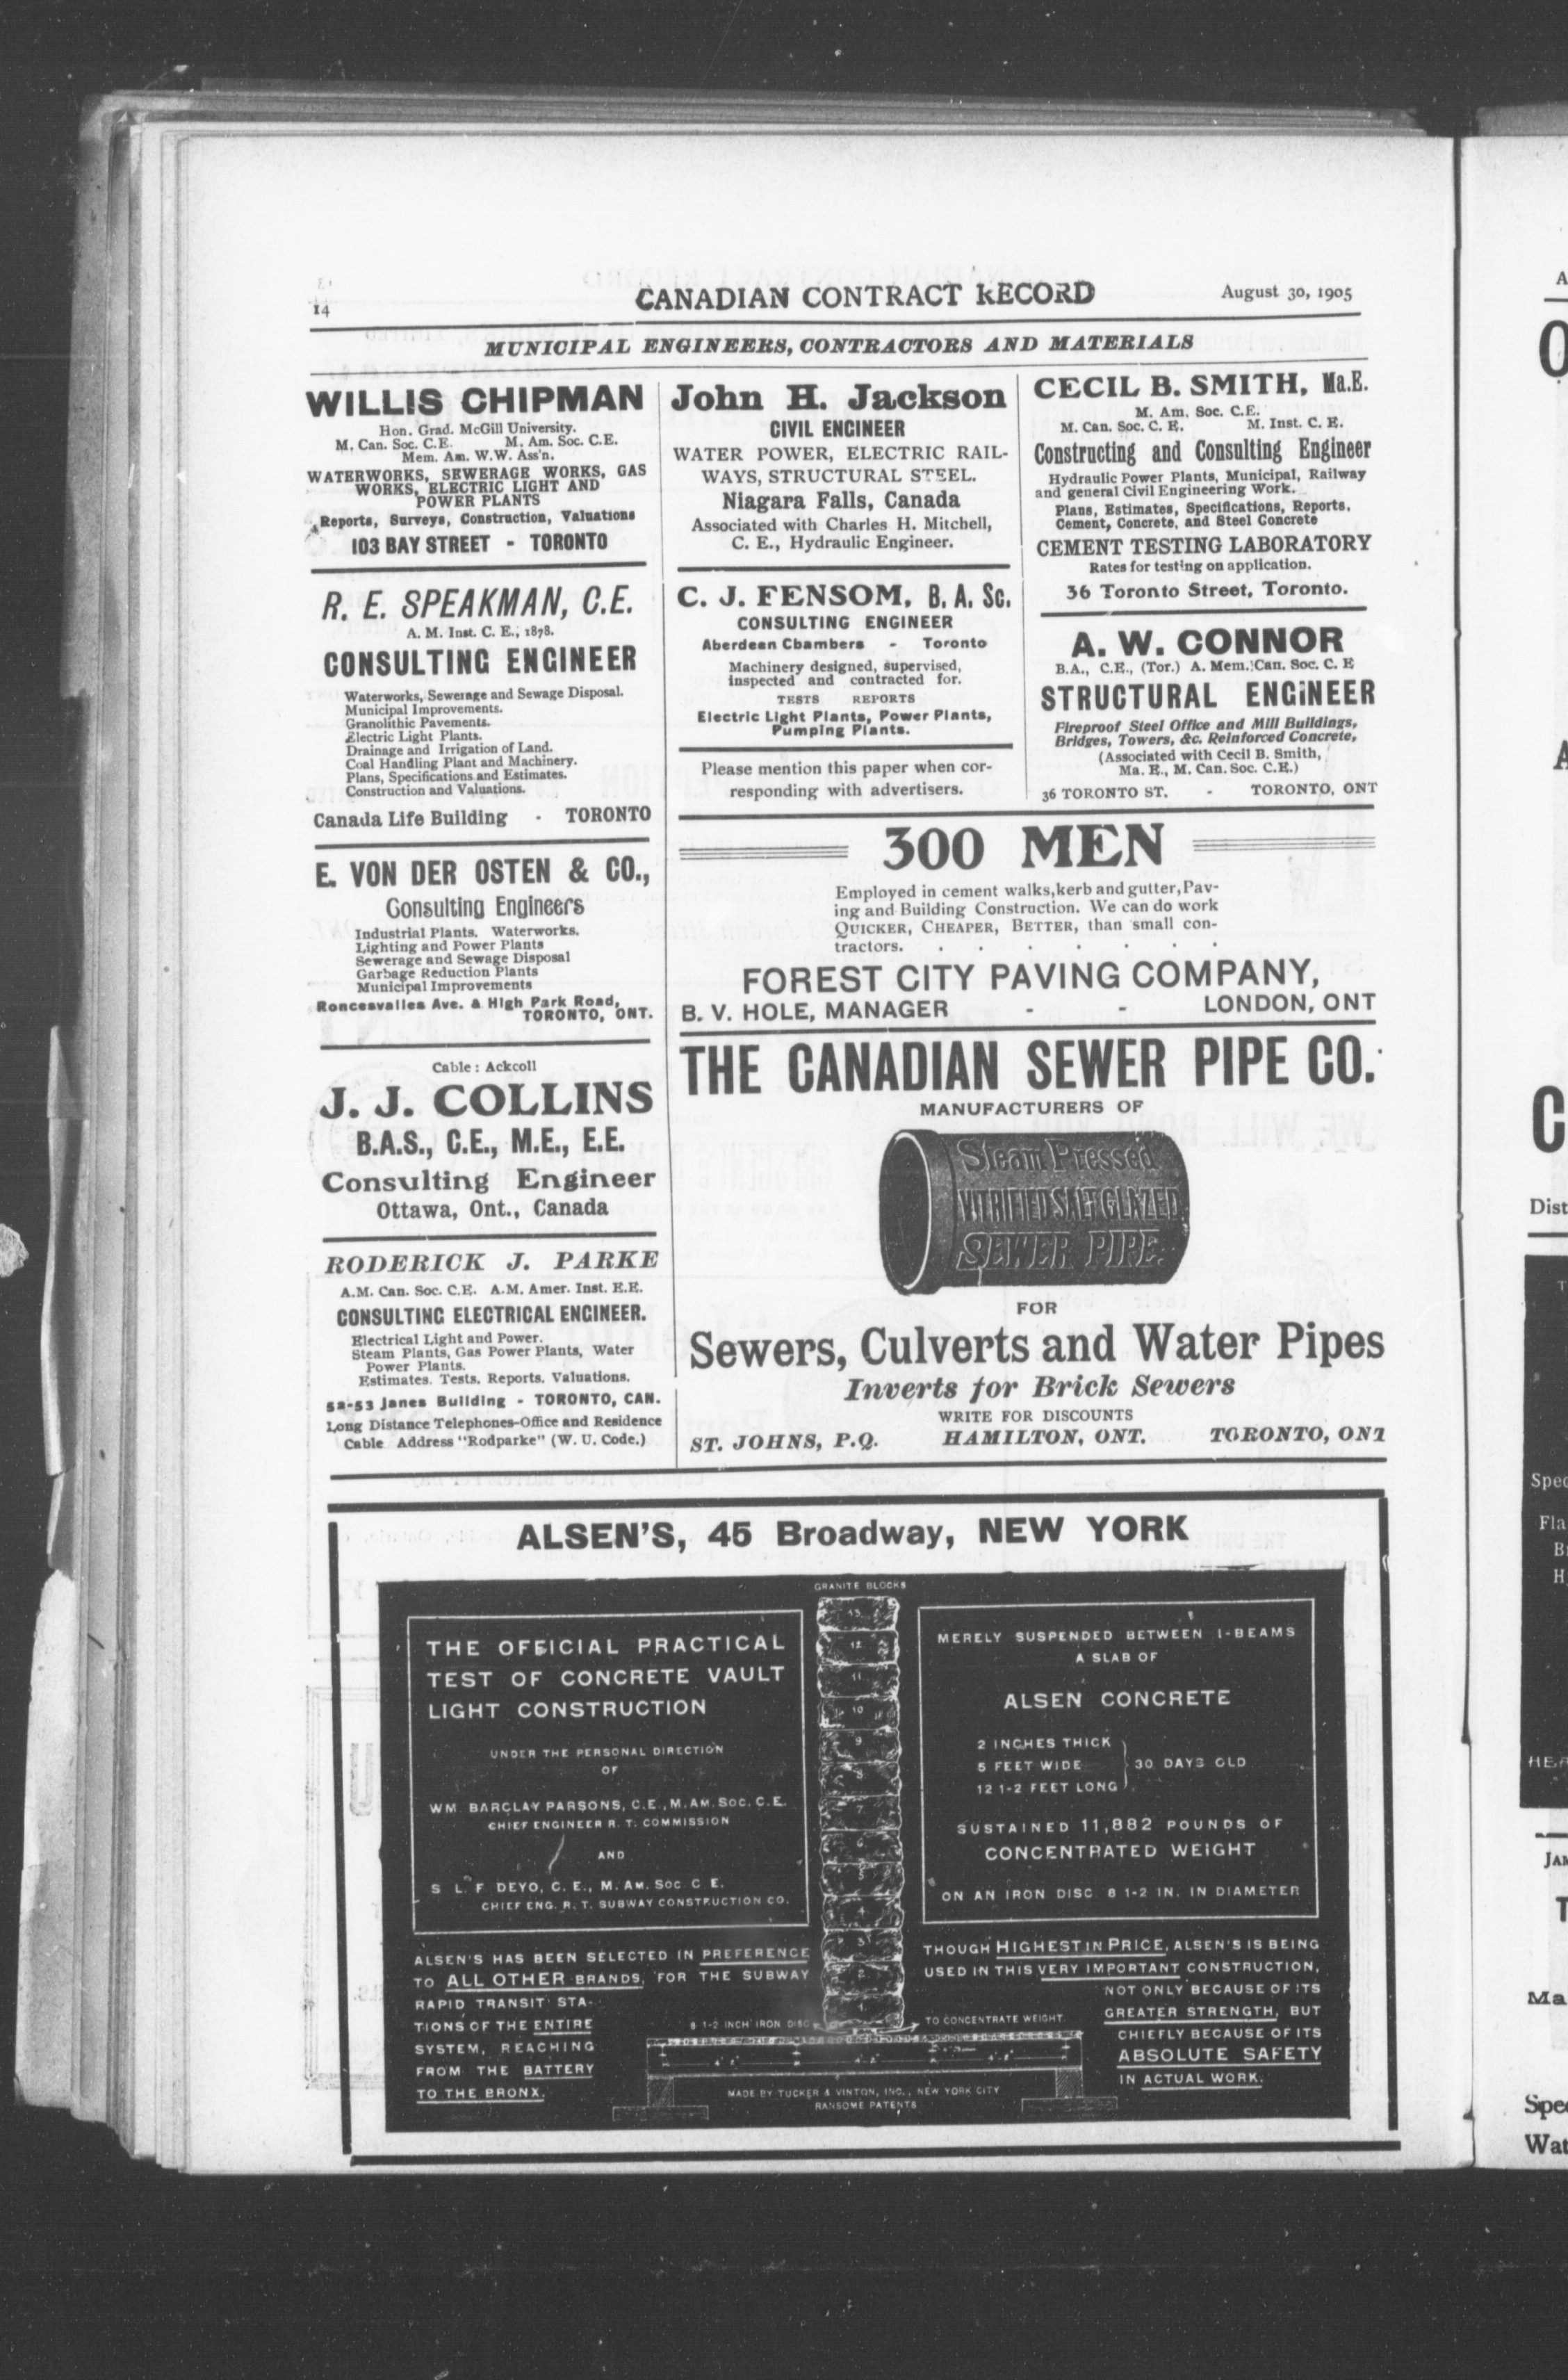 14
CANADIAN CONTRACT RECORD
August 30, 1905
MUNICIPAL ENGINEERS, CONTRACTORS AND MATERIALS
WILLIS CHIPMAN
Hon. Grad. McGill University.
M. Can. Soc. C.E. M. Am. Soc. C.E.
Mem. Am. W.W. Ass'n.
WATERWORKS, SEWERAGE WORKS, GAS
WORKS, ELECTRIC LIGHT AND
POWER PLANTS
Reports, Surveys, Construction, Valuations
103 BAY STREET - TORONTO
R. E. SPEAKMAN, C.E.
A. M. Inst. C. E., 1878.
CONSULTING ENGINEER
Waterworks, Sewerage and Sewage Disposal.
Municipal Improvements.
Granolithic Pavements.
Electric Light Plants.
Drainage and Irrigation of Land.
Coal Handling Plant and Machinery.
Plans, Specifications and Estimates.
Construction and Valuations.
Canada Life Building - TORONTO
E. VON DER OSTEN & CO.,
Consulting Engineers
Industrial Plants. Waterworks.
Lighting and Power Plants
Sewerage and Sewage Disposal
Garbage Reduction Plants
Municipal Improvements
Roncesvalles Ave. & High Park Road,
TORONTO, ONT.
Cable : Ackcoll
J. J. COLLINS
B.A.S., C.E., M.E., E.E.
Consulting Engineer
Ottawa, Ont., Canada
RODERICK J. PARKE
A.M. Can. Soc. C.E. A.M. Amer. Inst. E.E.
CONSULTING ELECTRICAL ENGINEER.
Electrical Light and Power.
Steam Plants, Gas Power Plants, Water
Power Plants.
Estimates. Tests. Reports. Valuations.
52-53 Janes Building - TORONTO, CAN.
Long Distance Telephones-Office and Residence
Cable Address "Rodparke" (W. U. Code.)
John H. Jackson
CIVIL ENGINEER
WATER POWER, ELECTRIC RAIL-
WAYS, STRUCTURAL STEEL.
Niagara Falls, Canada
Associated with Charles H. Mitchell,
C. E., Hydraulic Engineer.
C. J. FENSOM, B. A. Sc.
CONSULTING ENGINEER
Aberdean Chambers - Toronto
Machinery designed, supervised,
inspected and contracted for.
TESTS REPORTS
Electric Light Plants, Power Plants,
Pumping Plants.
Please mention this paper when cor-
responding with advertisers.
CECIL B. SMITH, Ma.E.
M. Am. Soc. C.E.
M. Can. Soc. C. E. M. Inst. C. E.
Constructing and Consulting Engineer
Hydraulic Power Plants, Municipal, Railway
and general Civil Engineering Work.
Plans, Estimates, Specifications, Reports.
Cement, Concrete, and Steel Concrete
CEMENT TESTING LABORATORY
Rates for testing on application.
36 Toronto Street, Toronto.
A. W. CONNOR
B.A., C.E., (Tor.) A. Mem. Can. Soc. C. E
STRUCTURAL ENGINEER
Fireproof Steel Office and Mill Buildings,
Bridges, Towers, &c. Reinforced Concrete,
(Associated with Cecil B. Smith,
Ma. E., M. Can. Soc. C.E.)
36 TORONTO ST. - TORONTO, ONT
300 MEN
Employed in cement walks, kerb and gutter, Pav-
ing and Building Construction. We can do work
QUICKER, CHEAPER, BETTER, than small con-
tractors. . . . . . . .
FOREST CITY PAVING COMPANY,
B. V. HOLE, MANAGER - - LONDON, ONT
THE CANADIAN SEWER PIPE CO.
MANUFACTURERS OF
Steam Pressed
VITRIFIED SALT GLAZED
SEWER PIPE.
FOR
Sewers, Culverts and Water Pipes
Inverts for Brick Sewers
WRITE FOR DISCOUNTS
ST. JOHNS, P.Q. HAMILTON, ONT. TORONTO, ONT
ALSEN'S, 45 Broadway, NEW YORK
GRANITE BLOCKS
THE OFFICIAL PRACTICAL
TEST OF CONCRETE VAULT
LIGHT CONSTRUCTION
UNDER THE PERSONAL DIRECTION
OF
WM. BARCLAY PARSONS, C.E., M. AM. SOC. C.E.
CHIEF ENGINEER R. T. COMMISSION
AND
S L. F. DEYO, C. E., M. AM. SOC. C. E.
CHIEF ENG. R. T. SUBWAY CONSTRUCTION CO.
13
12
11
10
9
8
7
6
5
4
3
2
1
MERELY SUSPENDED BETWEEN I-BEAMS
A SLAB OF
ALSEN CONCRETE
2 INCHES THICK
5 FEET WIDE 30 DAYS OLD
12 1-2 FEET LONG
SUSTAINED 11,882 POUNDS OF
CONCENTRATED WEIGHT
ON AN IRON DISC 8 1-2 IN. IN DIAMETER
ALSEN'S HAS BEEN SELECTED IN PREFERENCE
TO ALL OTHER BRANDS, FOR THE SUBWAY
RAPID TRANSIT STA-
TIONS OF THE ENTIRE
SYSTEM, REACHING
FROM THE BATTERY
TO THE BRONX.
THOUGH HIGHEST IN PRICE, ALSEN'S IS BEING
USED IN THIS VERY IMPORTANT CONSTRUCTION,
NOT ONLY BECAUSE OF ITS
GREATER STRENGTH, BUT
CHIEFLY BECAUSE OF ITS
ABSOLUTE SAFETY
IN ACTUAL WORK.
8 1-2 INCH IRON DISC
TO CONCENTRATE WEIGHT
MADE BY TUCKER & VINTON, INC., NEW YORK CITY
RANSOME PATENTS